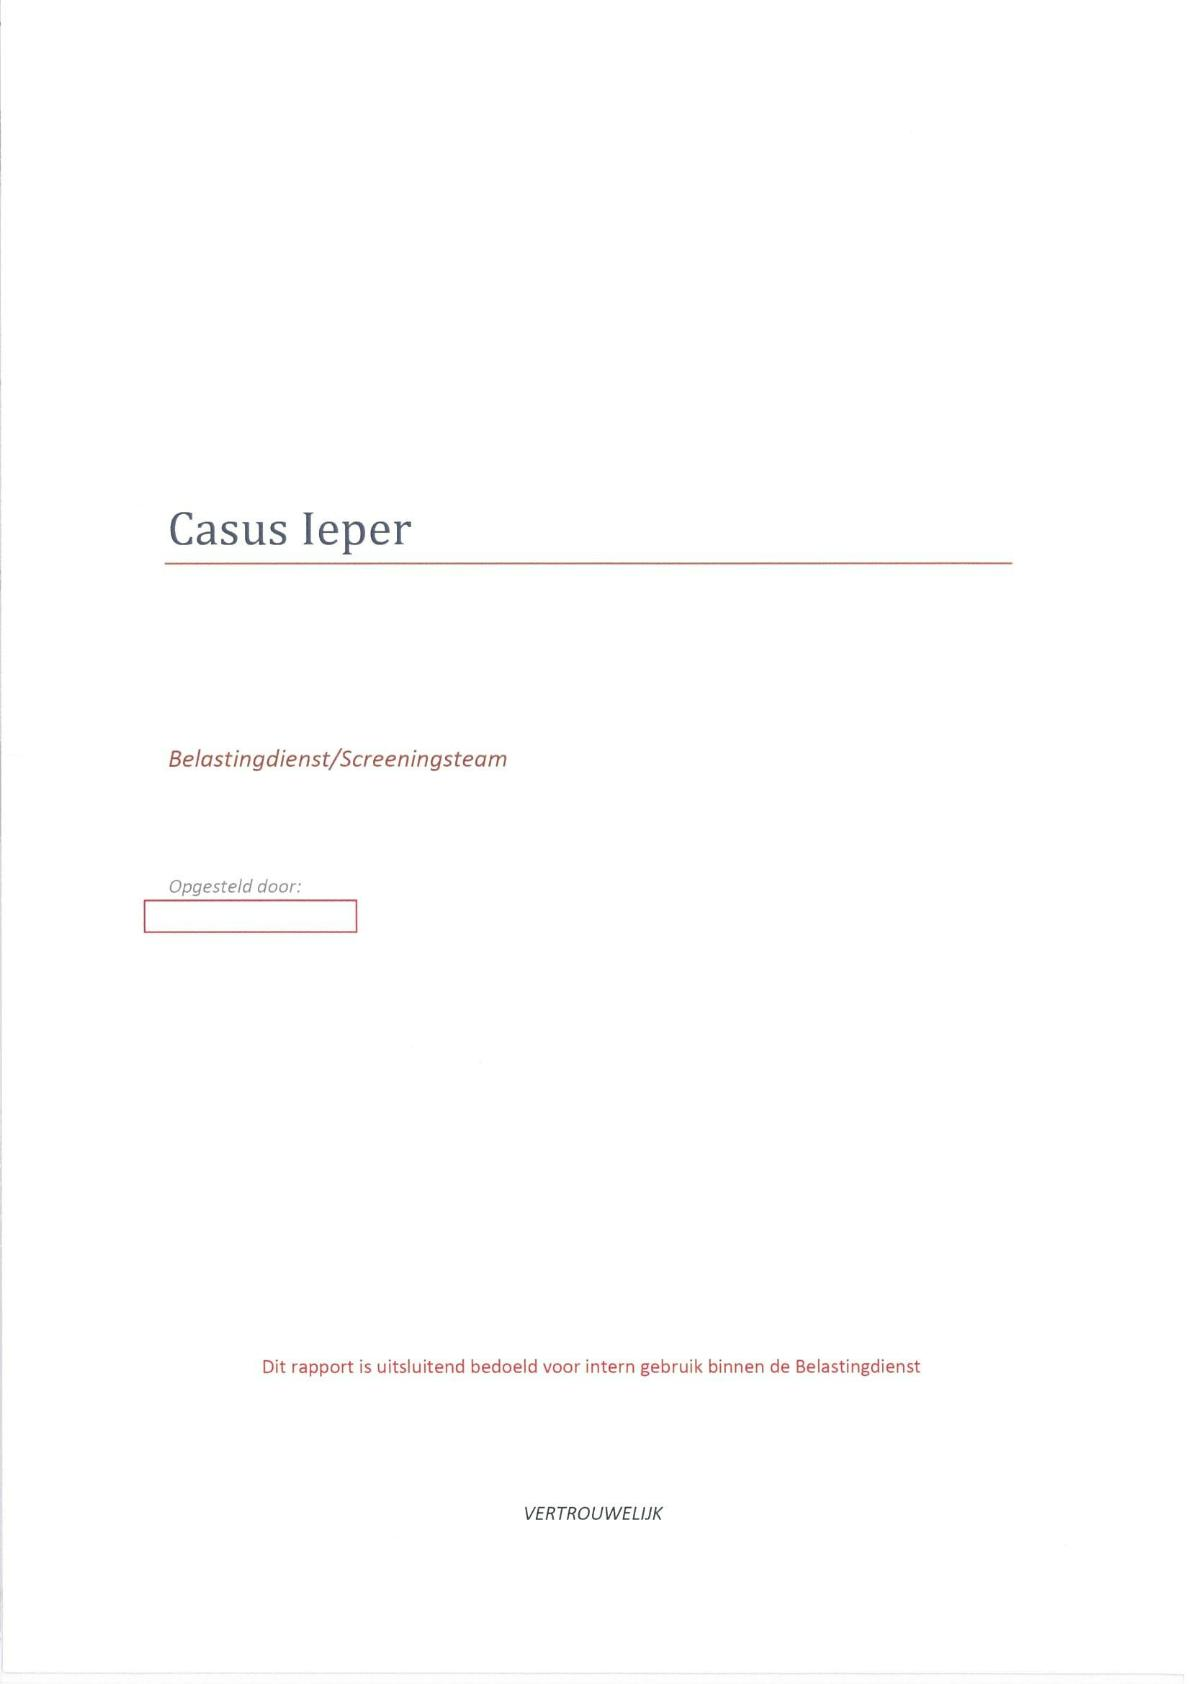 Casus Ieper
Belastingdienst/Screeningsteam
Opgesteld door:
Dit rapport is uitsluitend bedoeld voor intern gebruik binnen de Belastingdienst
VERTROUWELIJK